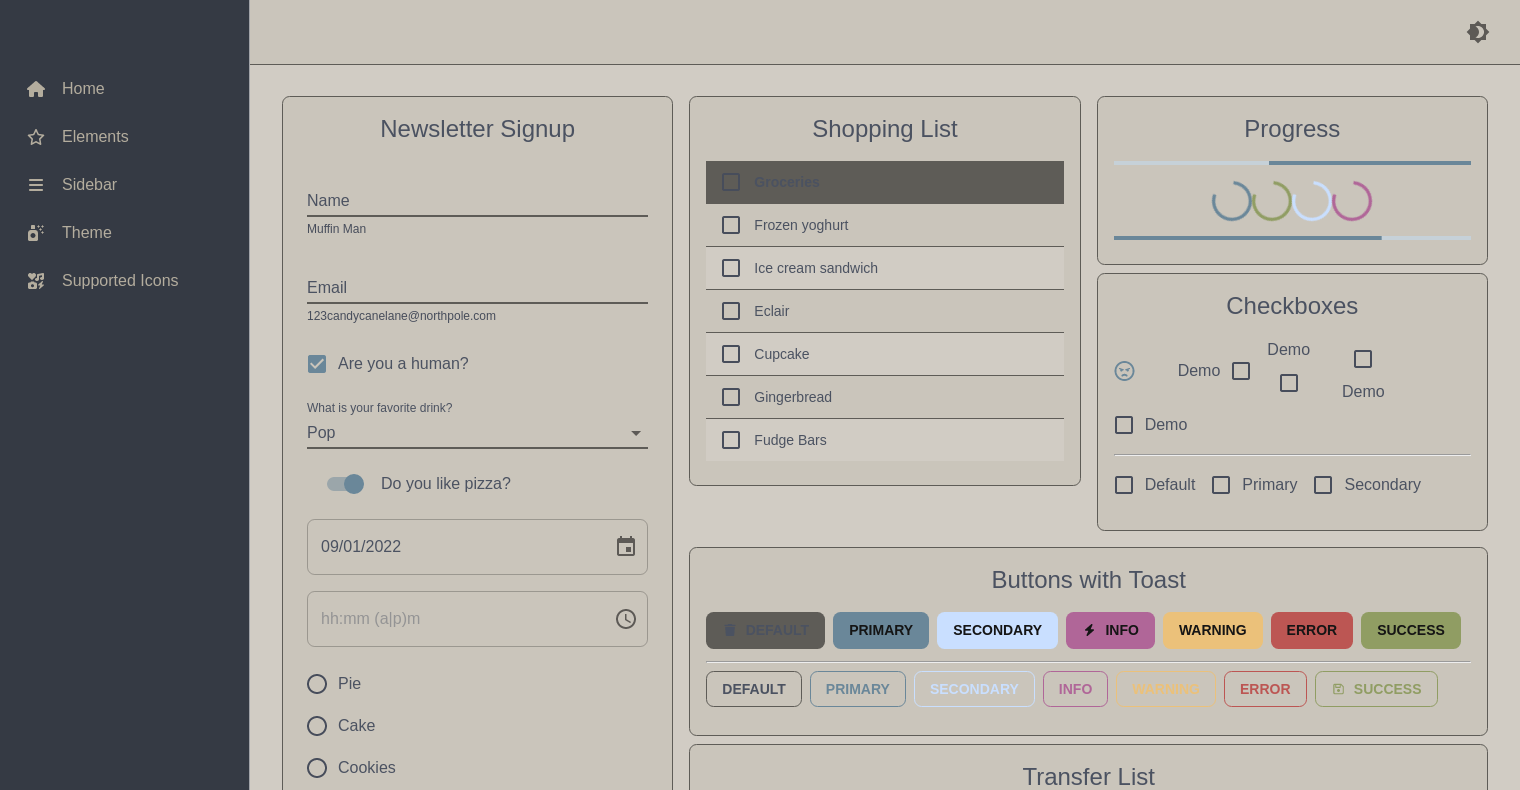 Home
Elements
Sidebar
Theme
Supported Icons
Newsletter Signup
Name
Muffin Man
Email
123candycanelane@northpole.com
Are you a human?
What is your favorite drink?
Pop
Do you like pizza?
09/01/2022
hh:mm (a|p)m
Pie
Cake
Cookies
Shopping List
Groceries
Frozen yoghurt
Ice cream sandwich
Eclair
Cupcake
Gingerbread
Fudge Bars
Progress
Checkboxes
Demo
Demo
Demo
Demo
Default Primary Secondary
Buttons with Toast
DEFAULT PRIMARY SECONDARY INFO WARNING ERROR SUCCESS
DEFAULT PRIMARY SECONDARY INFO WARNING ERROR SUCCESS
Transfer List